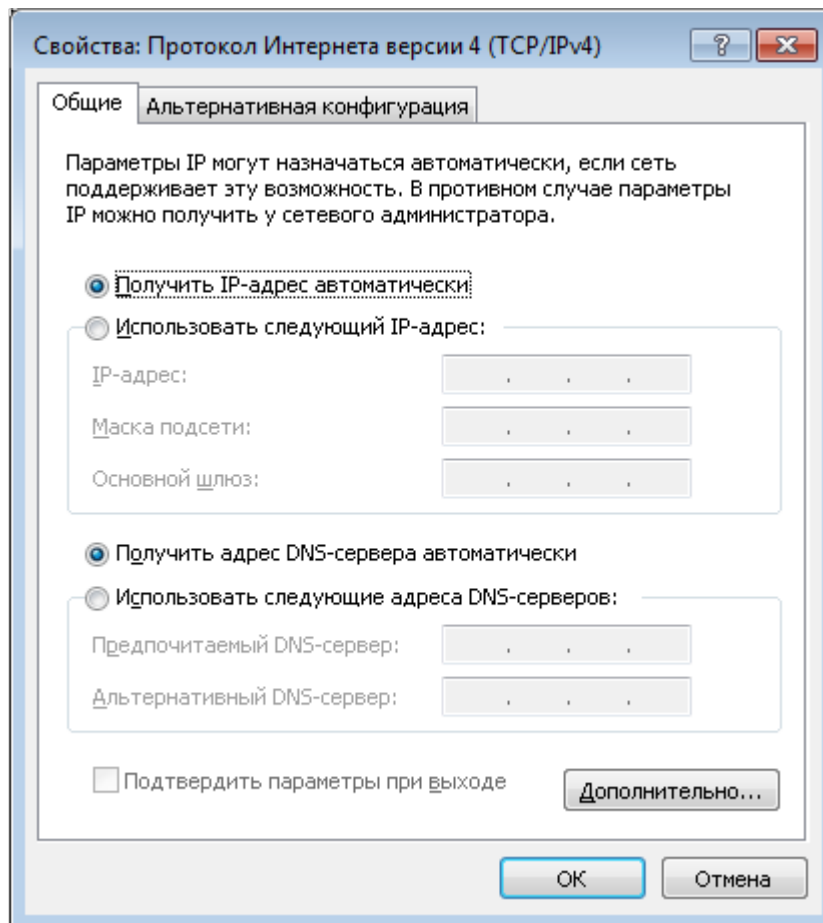 Свойства: Протокол Интернета версии 4 (TCP/IPv4)
Общие
Альтернативная конфигурация
Параметры IP могут назначаться автоматически, если сеть
поддерживает эту возможность. В противном случае параметры
IP можно получить у сетевого администратора.
Получить IP-адрес автоматически
Использовать следующий IP-адрес:
IP-адрес:
Маска подсети:
Основной шлюз:
Получить адрес DNS-сервера автоматически
Использовать следующие адреса DNS-серверов:
Предпочитаемый DNS-сервер:
Альтернативный DNS-сервер:
Подтвердить параметры при выходе
Дополнительно...
ОК
Отмена